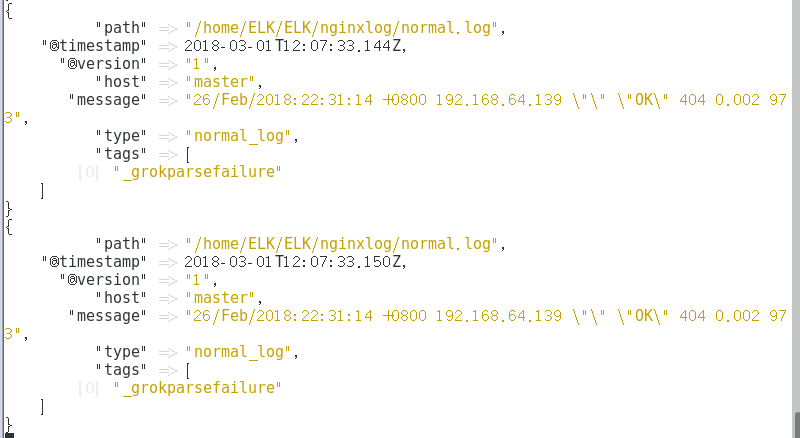 {
"path" => "/home/ELK/ELK/nginxlog/normal.log",
"@timestamp" => 2018-03-01T12:07:33.144Z,
"@version" => "1",
"host" => "master",
"message" => "26/Feb/2018:22:31:14 +0800 192.168.64.139 \"\" \"OK\" 404 0.002 97
3",
"type" => "normal_log",
"tags" => [
[0] "_grokparsefailure"
]
}
{
"path" => "/home/ELK/ELK/nginxlog/normal.log",
"@timestamp" => 2018-03-01T12:07:33.150Z,
"@version" => "1",
"host" => "master",
"message" => "26/Feb/2018:22:31:14 +0800 192.168.64.139 \"\" \"OK\" 404 0.002 97
3",
"type" => "normal_log",
"tags" => [
[0] "_grokparsefailure"
]
}